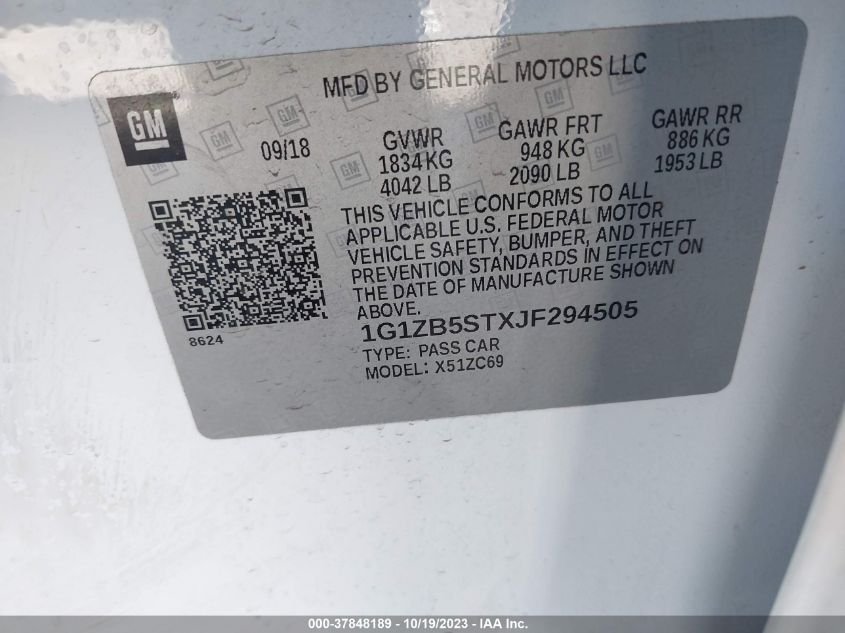 MFD BY GENERAL MOTORS LLC
GM
09/18
GVWR
1834 KG
4042 LB
GAWR FRT
948 KG
2090 LB
GAWR RR
886 KG
1953 LB
THIS VEHICLE CONFORMS TO ALL
APPLICABLE U.S. FEDERAL MOTOR
VEHICLE SAFETY, BUMPER, AND THEFT
PREVENTION STANDARDS IN EFFECT ON
THE DATE OF MANUFACTURE SHOWN
ABOVE.
8624
1G1ZB5STXJF294505
TYPE: PASS CAR
MODEL: X51ZC69
000-37848189 - 10/19/2023 - © IAA Inc.